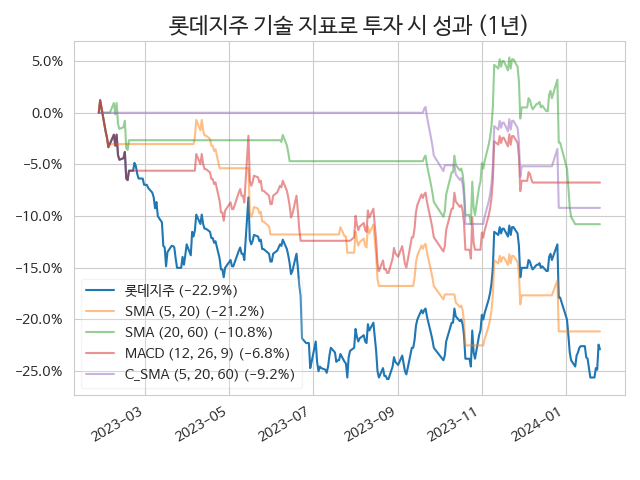 롯데지주 기술 지표로 투자 시 성과 (1년)
5.0%
0.0%
-5.0%
-10.0%
-15.0%
-20.0%
-25.0%
롯데지주 (-22.9%)
SMA (5, 20) (-21.2%)
SMA (20, 60) (-10.8%)
MACD (12, 26, 9) (-6.8%)
C_SMA (5, 20, 60) (-9.2%)
2023-03
2023-05
2023-07
2023-09
2023-11
2024-01